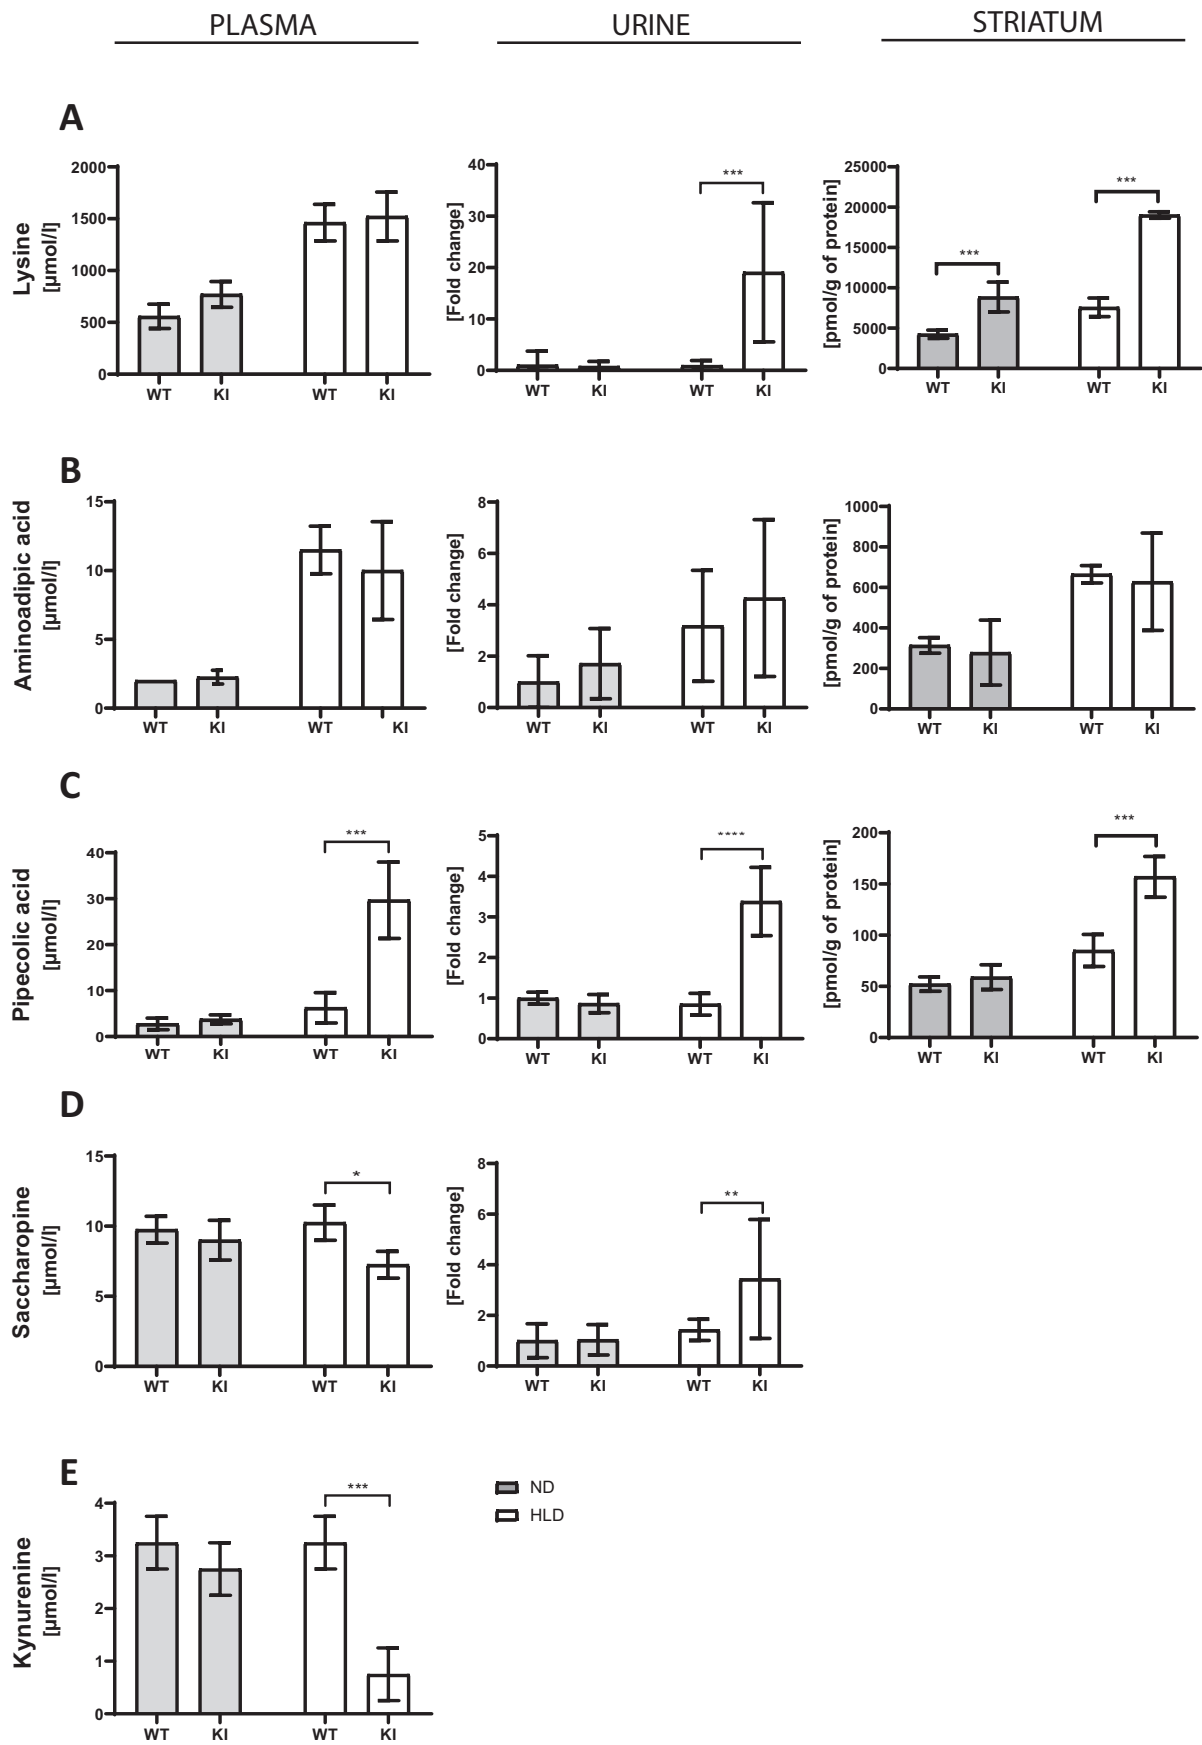 PLASMA URINE STRIATUM
A
Lysine
[µmol/l]
2000
1500
1000
500
0
WT KI WT KI
[Fold change]
40
30
20
10
0
***
WT KI WT KI
[pmol/g of protein]
25000
20000
15000
10000
5000
0
***
***
WT KI WT KI
B
Aminoadipic acid
[µmol/l]
15
10
5
0
WT KI WT KI
[Fold change]
8
6
4
2
0
WT KI WT KI
[pmol/g of protein]
1000
800
600
400
200
0
WT KI WT KI
C
Pipecolic acid
[µmol/l]
40
30
20
10
0
***
WT KI WT KI
[Fold change]
5
4
3
2
1
0
****
WT KI WT KI
[pmol/g of protein]
200
150
100
50
0
***
WT KI WT KI
D
Saccharopine
[µmol/l]
15
10
5
0
*
WT KI WT KI
[Fold change]
8
6
4
2
0
**
WT KI WT KI
E
Kynurenine
[µmol/l]
4
3
2
1
0
***
WT KI WT KI
ND
HLD